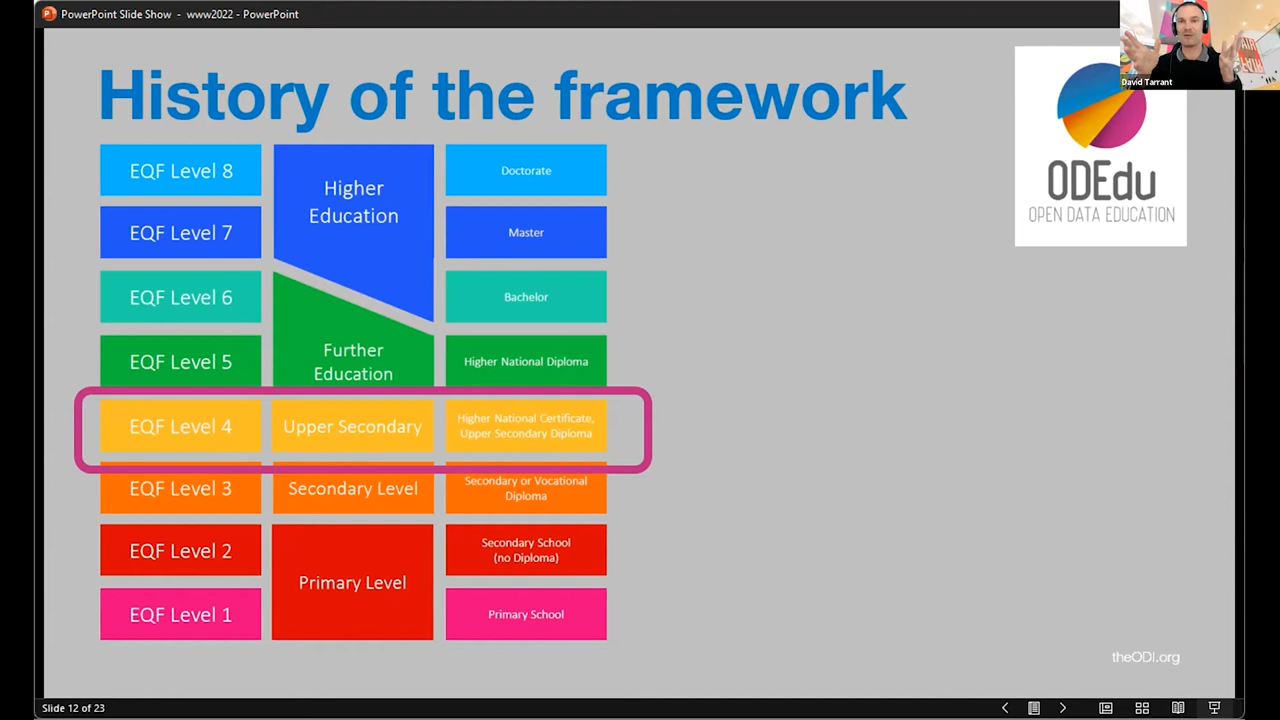 PowerPoint Slide Show - www2022 - PowerPoint
David Tarrant
History of the framework
ODEdu
OPEN DATA EDUCATION
EQF Level 8
Higher
Education
Doctorate
EQF Level 7
Master
EQF Level 6
Bachelor
EQF Level 5
Further
Education
Higher National Diploma
EQF Level 4
Upper Secondary
Higher National Certificate,
Upper Secondary Diploma
EQF Level 3
Secondary Level
Secondary or Vocational
Diploma
EQF Level 2
Primary Level
Secondary School
(no Diploma)
EQF Level 1
Primary School
theODI.org
Slide 12 of 23